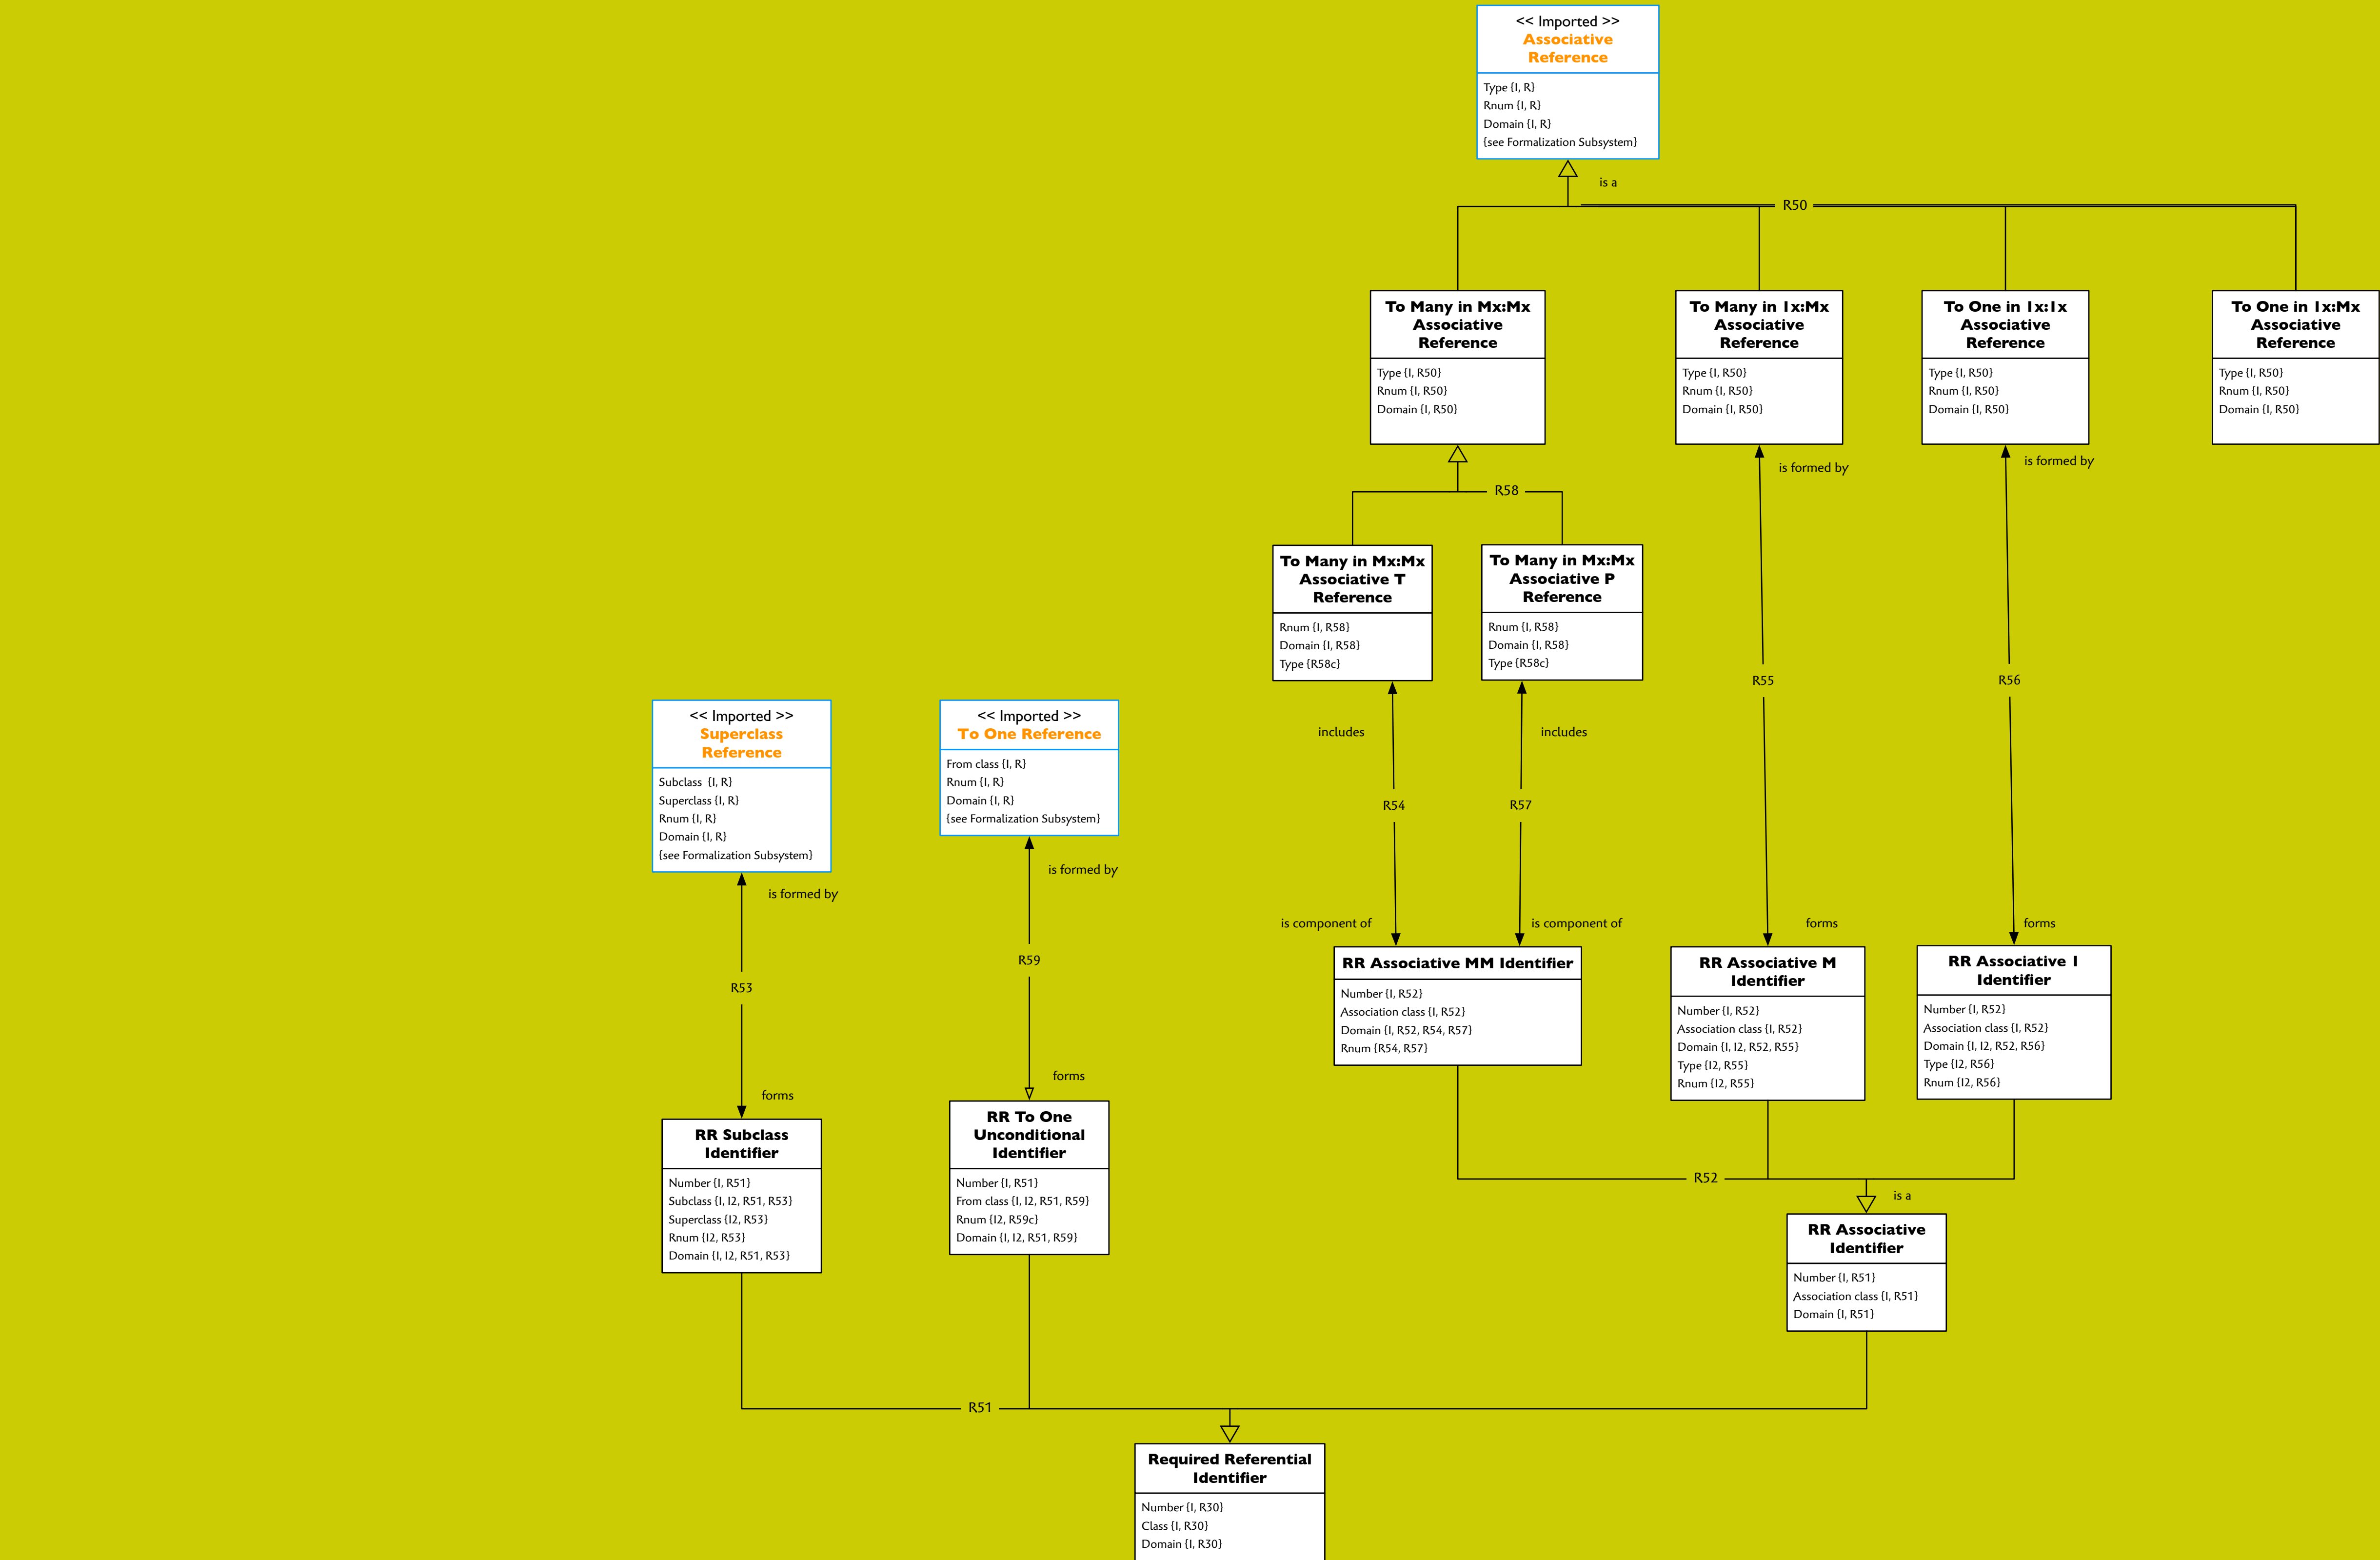 << Imported >>
Associative
Reference
Type {I, R}
Rnum {I, R}
Domain {I, R}
{see Formalization Subsystem}
is a
R50
To Many in Mx:Mx
Associative
Reference
Type {I, R50}
Rnum {I, R50}
Domain {I, R50}
To Many in 1x:Mx
Associative
Reference
Type {I, R50}
Rnum {I, R50}
Domain {I, R50}
To One in 1x:1x
Associative
Reference
Type {I, R50}
Rnum {I, R50}
Domain {I, R50}
To One in 1x:Mx
Associative
Reference
Type {I, R50}
Rnum {I, R50}
Domain {I, R50}
is formed by
is formed by
R58
To Many in Mx:Mx
Associative T
Reference
Rnum {I, R58}
Domain {I, R58}
Type {R58c}
To Many in Mx:Mx
Associative P
Reference
Rnum {I, R58}
Domain {I, R58}
Type {R58c}
R55
R56
<< Imported >>
Superclass
Reference
Subclass  {I, R}
Superclass {I, R}
Rnum {I, R}
Domain {I, R}
{see Formalization Subsystem}
<< Imported >>
To One Reference
From class {I, R}
Rnum {I, R}
Domain {I, R}
{see Formalization Subsystem}
includes
includes
R54
R57
is formed by
is formed by
is component of
is component of
forms
forms
R53
R59
RR Associative MM Identifier
Number {I, R52}
Association class {I, R52}
Domain {I, R52, R54, R57}
Rnum {R54, R57}
RR Associative M
Identifier
Number {I, R52}
Association class {I, R52}
Domain {I, I2, R52, R55}
Type {I2, R55}
Rnum {I2, R55}
RR Associative 1
Identifier
Number {I, R52}
Association class {I, R52}
Domain {I, I2, R52, R56}
Type {I2, R56}
Rnum {I2, R56}
forms
forms
RR Subclass
Identifier
Number {I, R51}
Subclass {I, I2, R51, R53}
Superclass {I2, R53}
Rnum {I2, R53}
Domain {I, I2, R51, R53}
RR To One
Unconditional
Identifier
Number {I, R51}
From class {I, I2, R51, R59}
Rnum {I2, R59c}
Domain {I, I2, R51, R59}
R52
is a
RR Associative
Identifier
Number {I, R51}
Association class {I, R51}
Domain {I, R51}
R51
Required Referential
Identifier
Number {I, R30}
Class {I, R30}
Domain {I, R30}